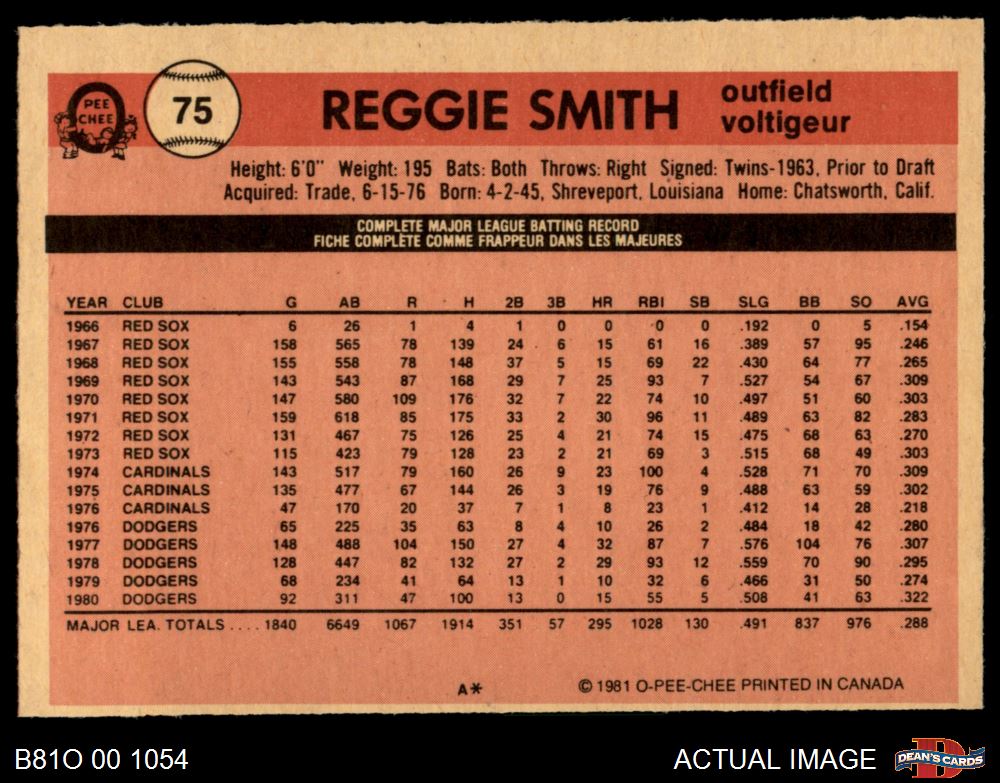 PEE
CHEE
75
REGGIE SMITH
outfield
voltigeur
Height: 6'0" Weight: 195 Bats: Both Throws: Right Signed: Twins-1963, Prior to Draft
Acquired: Trade, 6-15-76 Born: 4-2-45, Shreveport, Louisiana Home: Chatsworth, Calif.
COMPLETE MAJOR LEAGUE BATTING RECORD
FICHE COMPLÈTE COMME FRAPPEUR DANS LES MAJEURES
YEAR CLUB G AB R H 2B 3B HR RBI SB SLG BB SO AVG
1966 RED SOX 6 26 1 4 1 0 0 0 0 .192 0 5 .154
1967 RED SOX 158 565 78 139 24 6 15 61 16 .389 57 95 .246
1968 RED SOX 155 558 78 148 37 5 15 69 22 .430 64 77 .265
1969 RED SOX 143 543 87 168 29 7 25 93 7 .527 54 67 .309
1970 RED SOX 147 580 109 176 32 7 22 74 10 .497 51 60 .303
1971 RED SOX 159 618 85 175 33 2 30 96 11 .489 63 82 .283
1972 RED SOX 131 467 75 126 25 4 21 74 15 .475 68 63 .270
1973 RED SOX 115 423 79 128 23 2 21 69 3 .515 68 49 .303
1974 CARDINALS 143 517 79 160 26 9 23 100 4 .528 71 70 .309
1975 CARDINALS 135 477 67 144 26 3 19 76 9 .488 63 59 .302
1976 CARDINALS 47 170 20 37 7 1 8 23 1 .412 14 28 .218
1976 DODGERS 65 225 35 63 8 4 10 26 2 .484 18 42 .280
1977 DODGERS 148 488 104 150 27 4 32 87 7 .576 104 76 .307
1978 DODGERS 128 447 82 132 27 2 29 93 12 .559 70 90 .295
1979 DODGERS 68 234 41 64 13 1 10 32 6 .466 31 50 .274
1980 DODGERS 92 311 47 100 13 0 15 55 5 .508 41 63 .322
MAJOR LEA. TOTALS .... 1840 6649 1067 1914 351 57 295 1028 130 .491 837 976 .288
A* © 1981 O-PEE-CHEE PRINTED IN CANADA
B81O 00 1054
ACTUAL IMAGE
D
DEAN'S CARDS